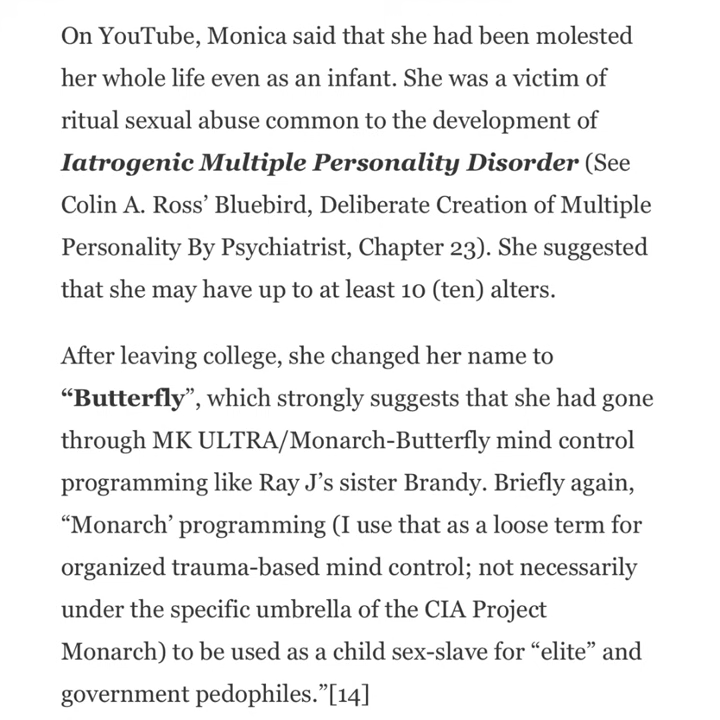 On YouTube, Monica said that she had been molested
her whole life even as an infant. She was a victim of
ritual sexual abuse common to the development of
Iatrogenic Multiple Personality Disorder (See
Colin A. Ross’ Bluebird, Deliberate Creation of Multiple
Personality By Psychiatrist, Chapter 23). She suggested
that she may have up to at least 10 (ten) alters.
After leaving college, she changed her name to
“Butterfly”, which strongly suggests that she had gone
through MK ULTRA/Monarch-Butterfly mind control
programming like Ray J’s sister Brandy. Briefly again,
“Monarch’ programming (I use that as a loose term for
organized trauma-based mind control; not necessarily
under the specific umbrella of the CIA Project
Monarch) to be used as a child sex-slave for “elite” and
government pedophiles.”[14]